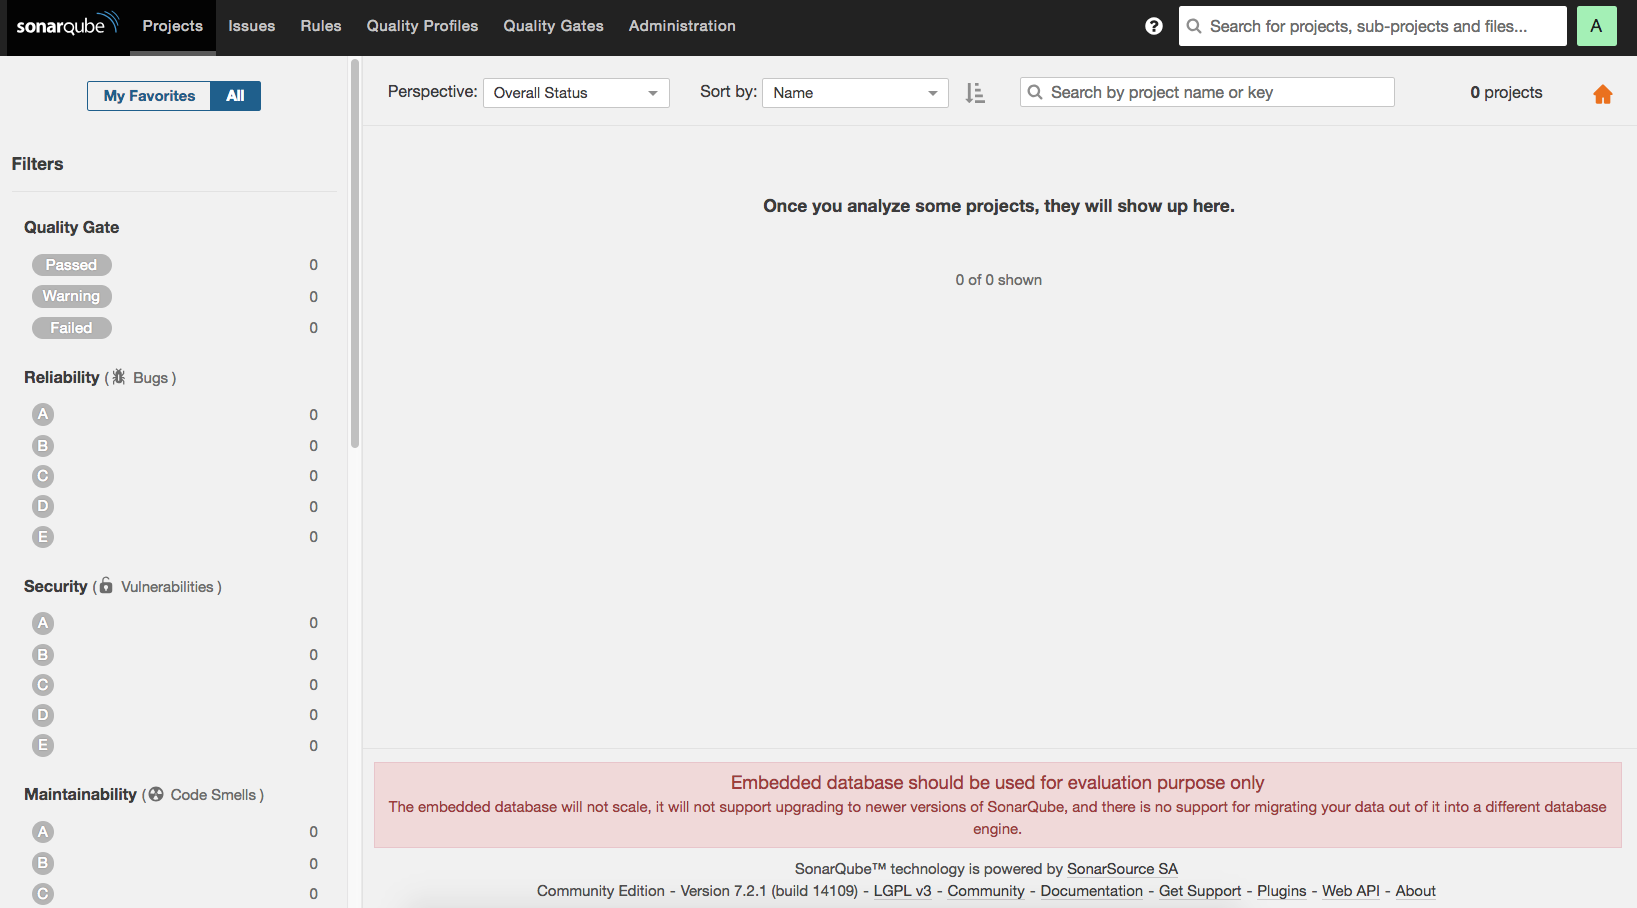 sonarqube Projects Issues Rules Quality Profiles Quality Gates Administration ? Search for projects, sub-projects and files... A
My Favorites All
Perspective: Overall Status Sort by: Name Search by project name or key 0 projects
Filters
Once you analyze some projects, they will show up here.
0 of 0 shown
Quality Gate
Passed 0
Warning 0
Failed 0
Reliability ( Bugs )
A 0
B 0
C 0
D 0
E 0
Security ( Vulnerabilities )
A 0
B 0
C 0
D 0
E 0
Maintainability ( Code Smells )
A 0
B 0
C 0
Embedded database should be used for evaluation purpose only
The embedded database will not scale, it will not support upgrading to newer versions of SonarQube, and there is no support for migrating your data out of it into a different database
engine.
SonarQube™ technology is powered by SonarSource SA
Community Edition - Version 7.2.1 (build 14109) - LGPL v3 - Community - Documentation - Get Support - Plugins - Web API - About